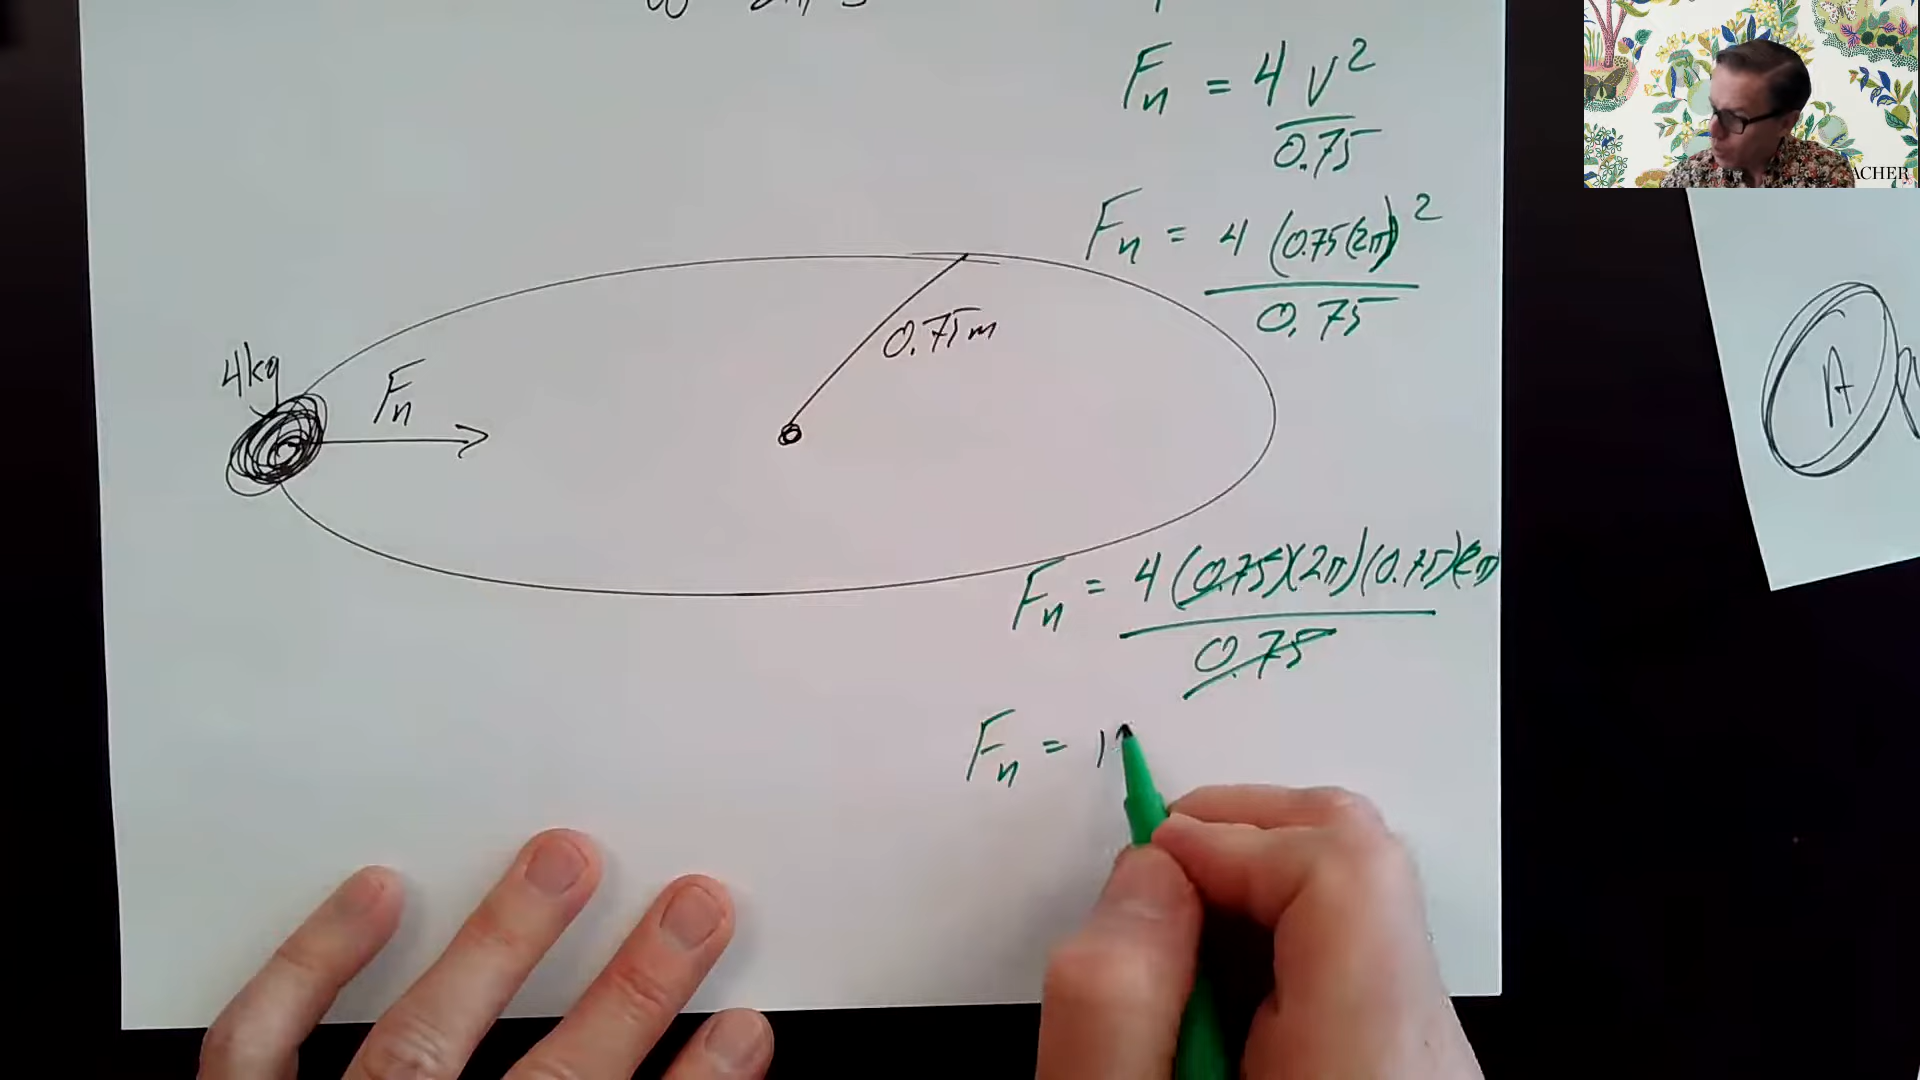 Fn = 4 V²
0.75
Fn = 4 (0.75(2π))²
0.75
0.75m
4kg
Fn
A
Fn = 4 (0.75)(2π)(0.75)(2π)
0.75
Fn = 1
ACHER